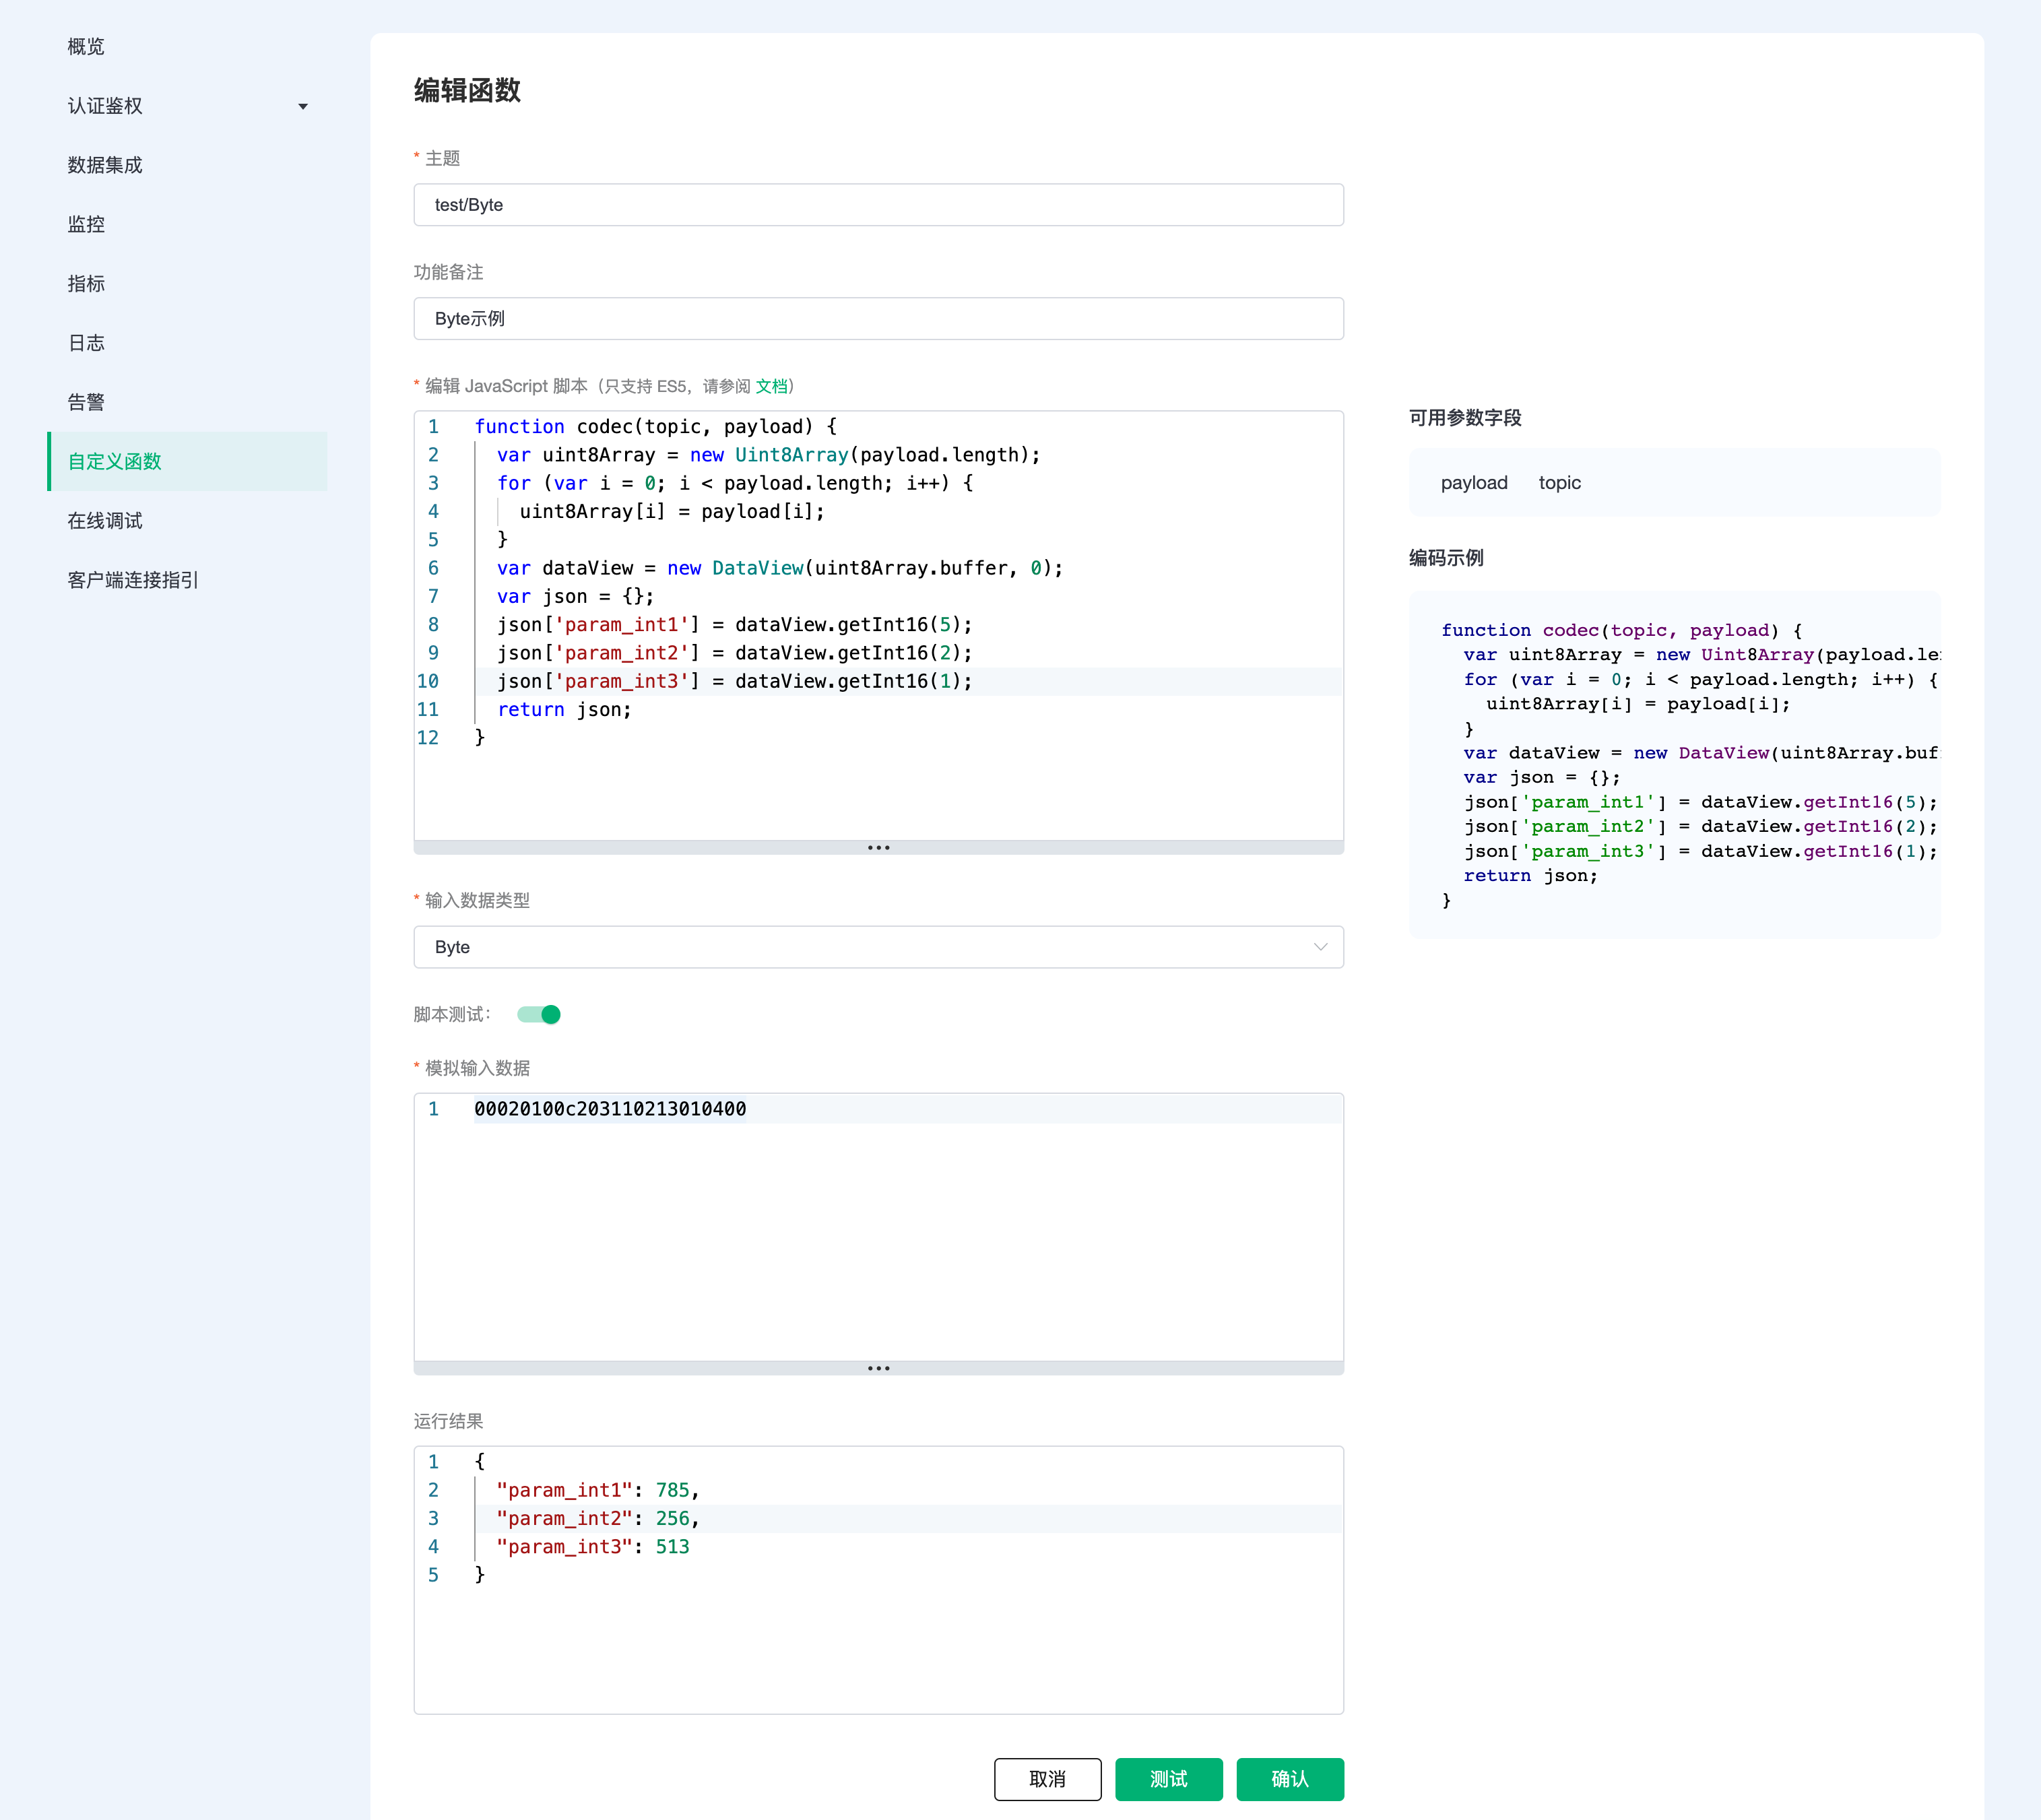 概览
认证鉴权
数据集成
监控
指标
日志
告警
自定义函数
在线调试
客户端连接指引
编辑函数
* 主题
test/Byte
功能备注
Byte示例
* 编辑 JavaScript 脚本（只支持 ES5，请参阅 文档）
1 function codec(topic, payload) {
2 var uint8Array = new Uint8Array(payload.length);
3 for (var i = 0; i < payload.length; i++) {
4 uint8Array[i] = payload[i];
5 }
6 var dataView = new DataView(uint8Array.buffer, 0);
7 var json = {};
8 json['param_int1'] = dataView.getInt16(5);
9 json['param_int2'] = dataView.getInt16(2);
10 json['param_int3'] = dataView.getInt16(1);
11 return json;
12 }
* 输入数据类型
Byte
脚本测试：
* 模拟输入数据
1 00020100c203110213010400
运行结果
1 {
2 "param_int1": 785,
3 "param_int2": 256,
4 "param_int3": 513
5 }
取消 测试 确认
可用参数字段
payload topic
编码示例
function codec(topic, payload) {
var uint8Array = new Uint8Array(payload.le
for (var i = 0; i < payload.length; i++) {
uint8Array[i] = payload[i];
}
var dataView = new DataView(uint8Array.buf
var json = {};
json['param_int1'] = dataView.getInt16(5);
json['param_int2'] = dataView.getInt16(2);
json['param_int3'] = dataView.getInt16(1);
return json;
}